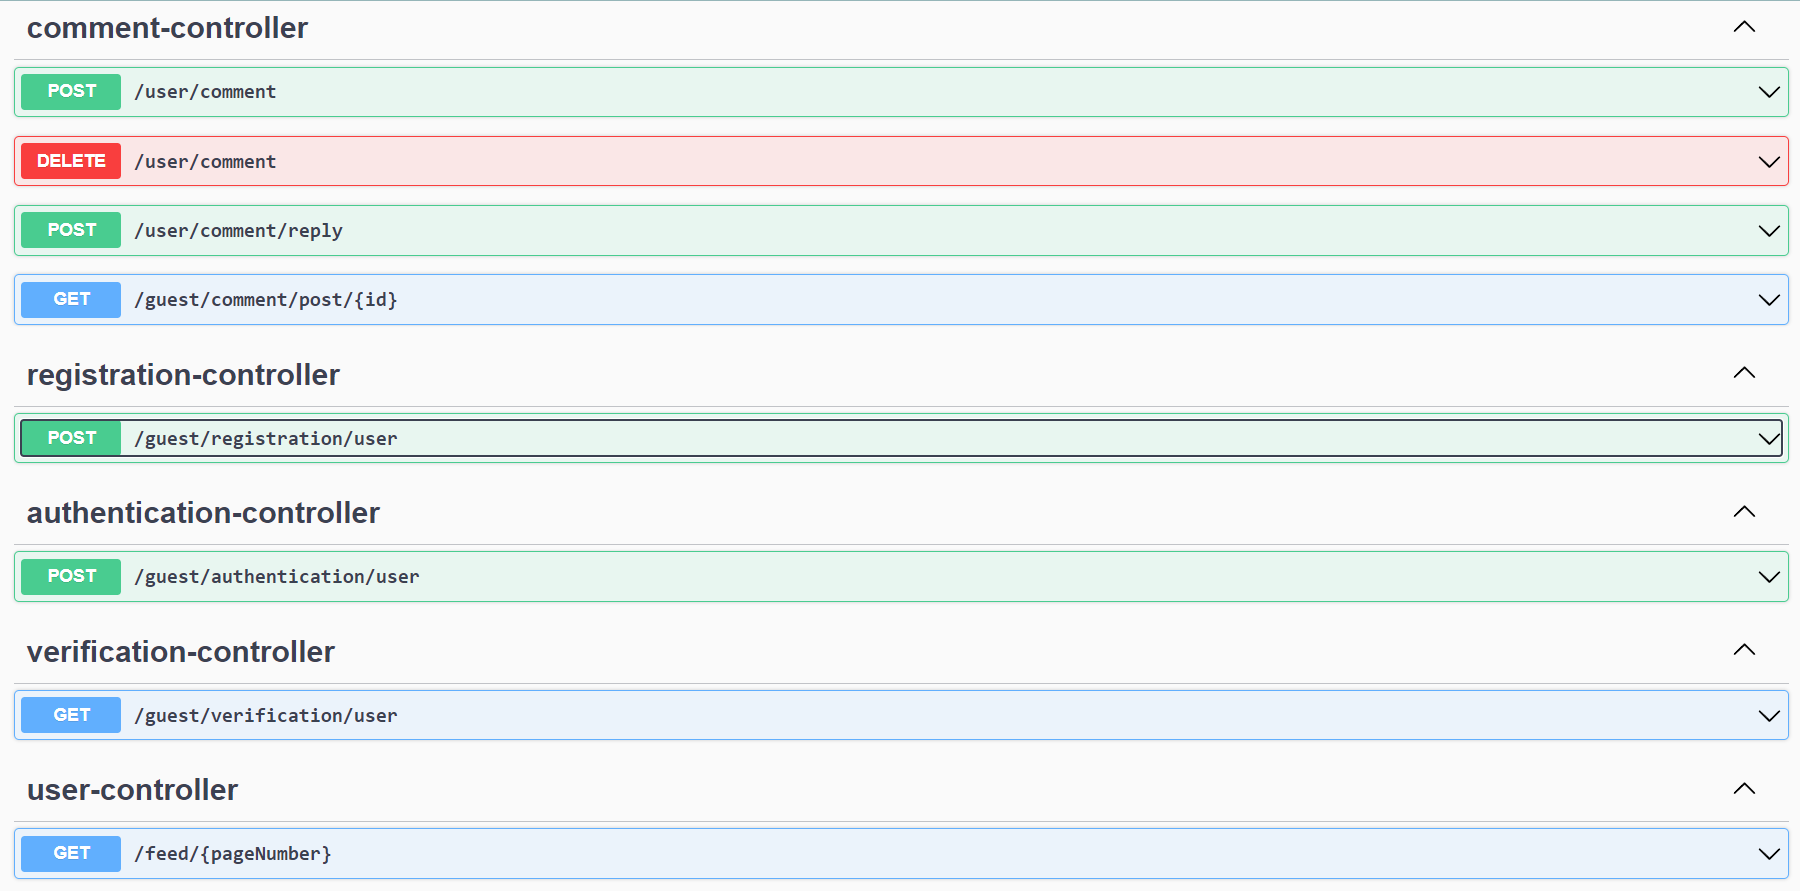 comment-controller
POST /user/comment
DELETE /user/comment
POST /user/comment/reply
GET /guest/comment/post/{id}
registration-controller
POST /guest/registration/user
authentication-controller
POST /guest/authentication/user
verification-controller
GET /guest/verification/user
user-controller
GET /feed/{pageNumber}